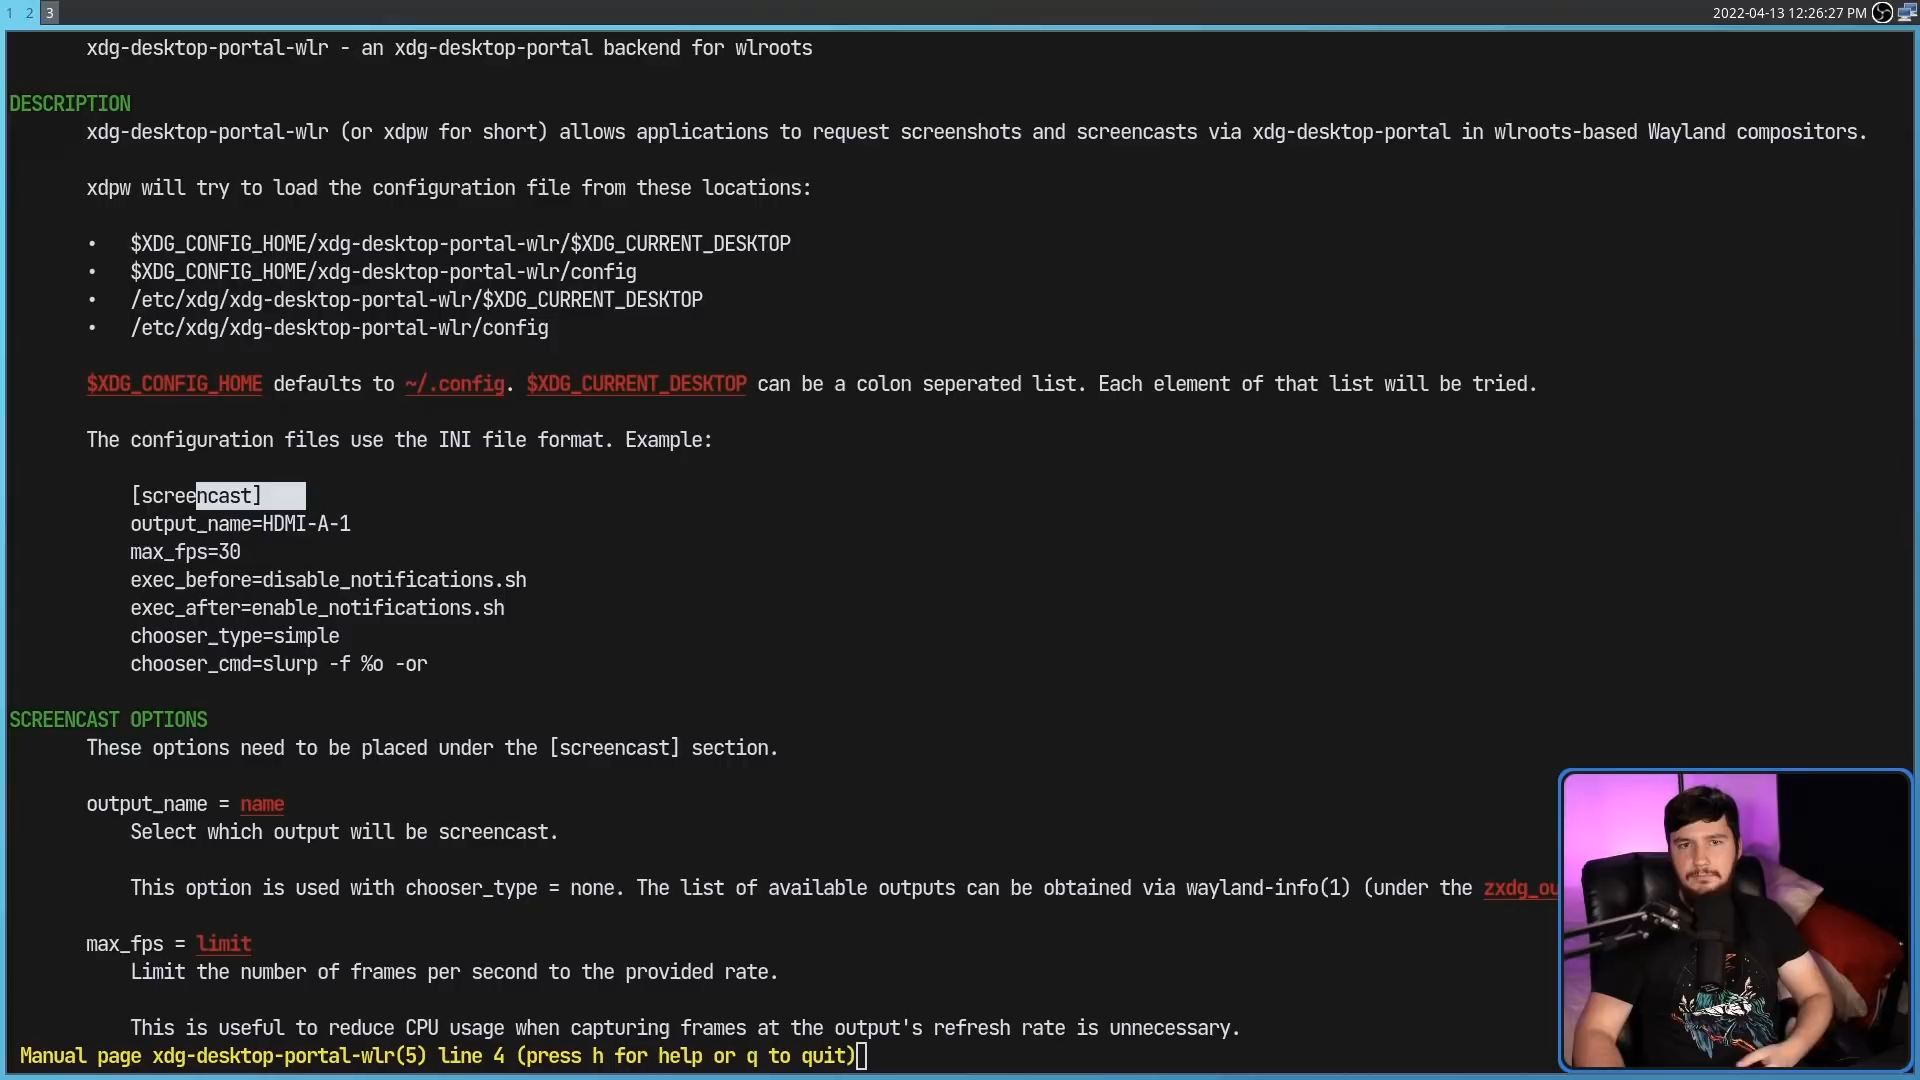 1 2 3
2022-04-13 12:26:27 PM
xdg-desktop-portal-wlr - an xdg-desktop-portal backend for wlroots
DESCRIPTION
xdg-desktop-portal-wlr (or xdpw for short) allows applications to request screenshots and screencasts via xdg-desktop-portal in wlroots-based Wayland compositors.
xdpw will try to load the configuration file from these locations:
• $XDG_CONFIG_HOME/xdg-desktop-portal-wlr/$XDG_CURRENT_DESKTOP
• $XDG_CONFIG_HOME/xdg-desktop-portal-wlr/config
• /etc/xdg/xdg-desktop-portal-wlr/$XDG_CURRENT_DESKTOP
• /etc/xdg/xdg-desktop-portal-wlr/config
$XDG_CONFIG_HOME defaults to ~/.config. $XDG_CURRENT_DESKTOP can be a colon seperated list. Each element of that list will be tried.
The configuration files use the INI file format. Example:
[screencast]
output_name=HDMI-A-1
max_fps=30
exec_before=disable_notifications.sh
exec_after=enable_notifications.sh
chooser_type=simple
chooser_cmd=slurp -f %o -or
SCREENCAST OPTIONS
These options need to be placed under the [screencast] section.
output_name = name
Select which output will be screencast.
This option is used with chooser_type = none. The list of available outputs can be obtained via wayland-info(1) (under the zxdg_ou
max_fps = limit
Limit the number of frames per second to the provided rate.
This is useful to reduce CPU usage when capturing frames at the output's refresh rate is unnecessary.
Manual page xdg-desktop-portal-wlr(5) line 4 (press h for help or q to quit)